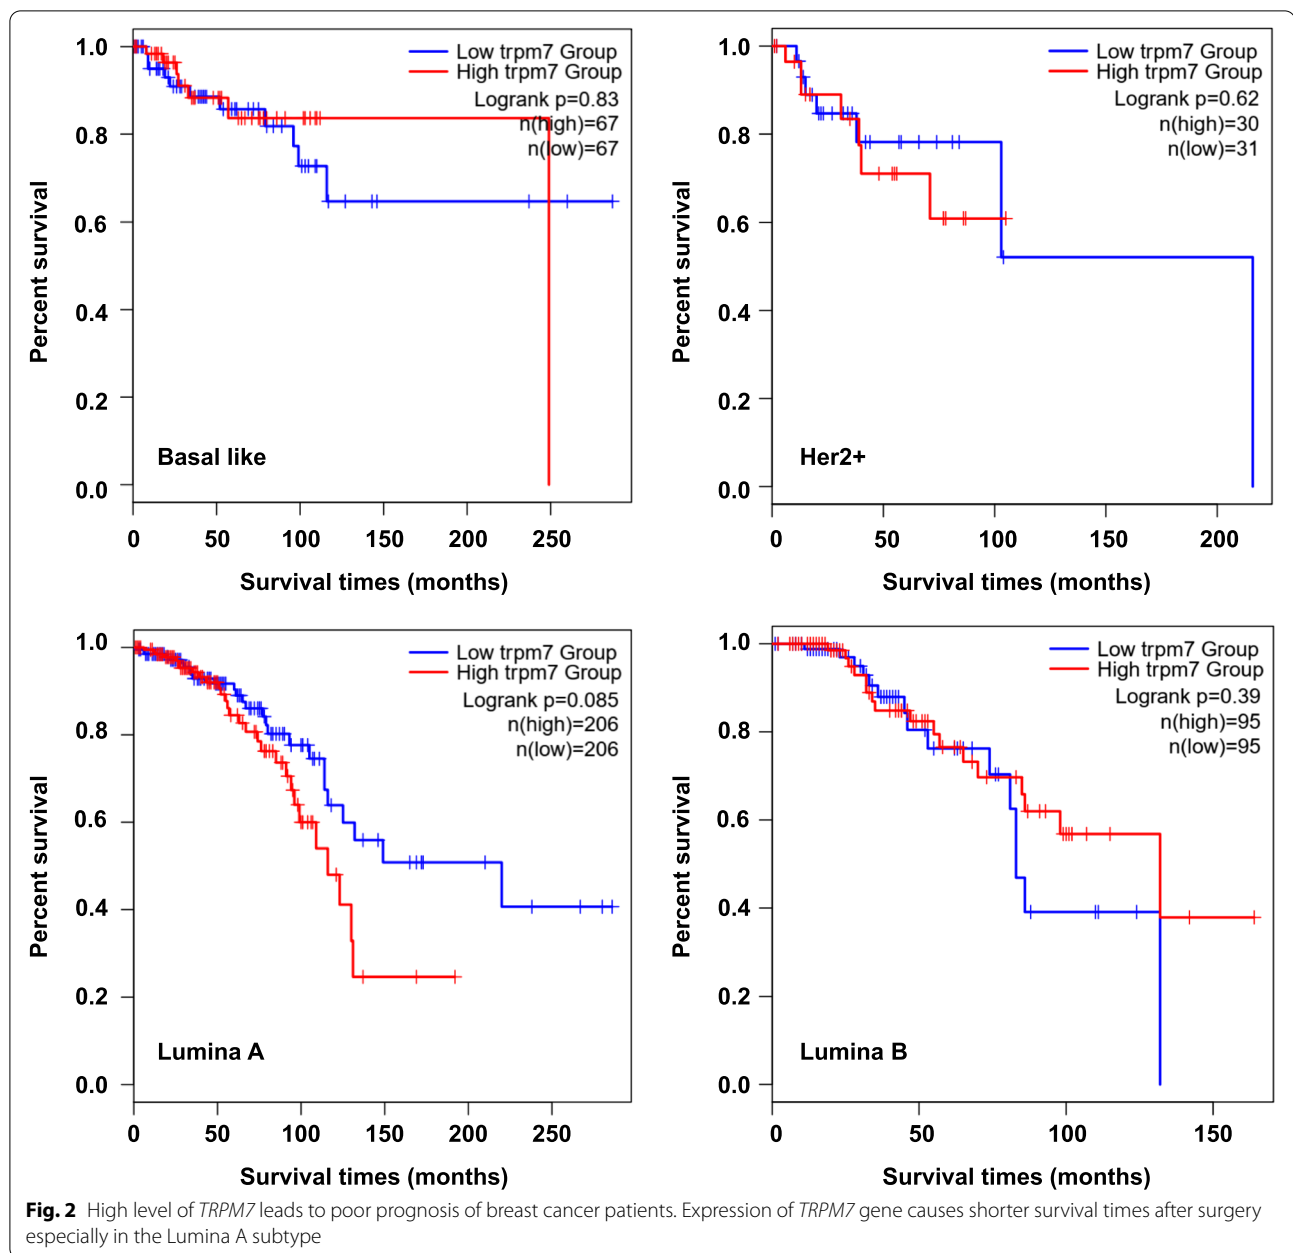 1.0
0.8
0.6
0.4
0.2
0.0
Percent survival
Low trpm7 Group
High trpm7 Group
Logrank p=0.83
n(high)=67
n(low)=67
Basal like
0 50 100 150 200 250
Survival times (months)
1.0
0.8
0.6
0.4
0.2
0.0
Percent survival
Low trpm7 Group
High trpm7 Group
Logrank p=0.62
n(high)=30
n(low)=31
Her2+
0 50 100 150 200
Survival times (months)
1.0
0.8
0.6
0.4
0.2
0.0
Percent survival
Low trpm7 Group
High trpm7 Group
Logrank p=0.085
n(high)=206
n(low)=206
Lumina A
0 50 100 150 200 250
Survival times (months)
1.0
0.8
0.6
0.4
0.2
0.0
Percent survival
Low trpm7 Group
High trpm7 Group
Logrank p=0.39
n(high)=95
n(low)=95
Lumina B
0 50 100 150
Survival times (months)
Fig. 2 High level of TRPM7 leads to poor prognosis of breast cancer patients. Expression of TRPM7 gene causes shorter survival times after surgery
especially in the Lumina A subtype